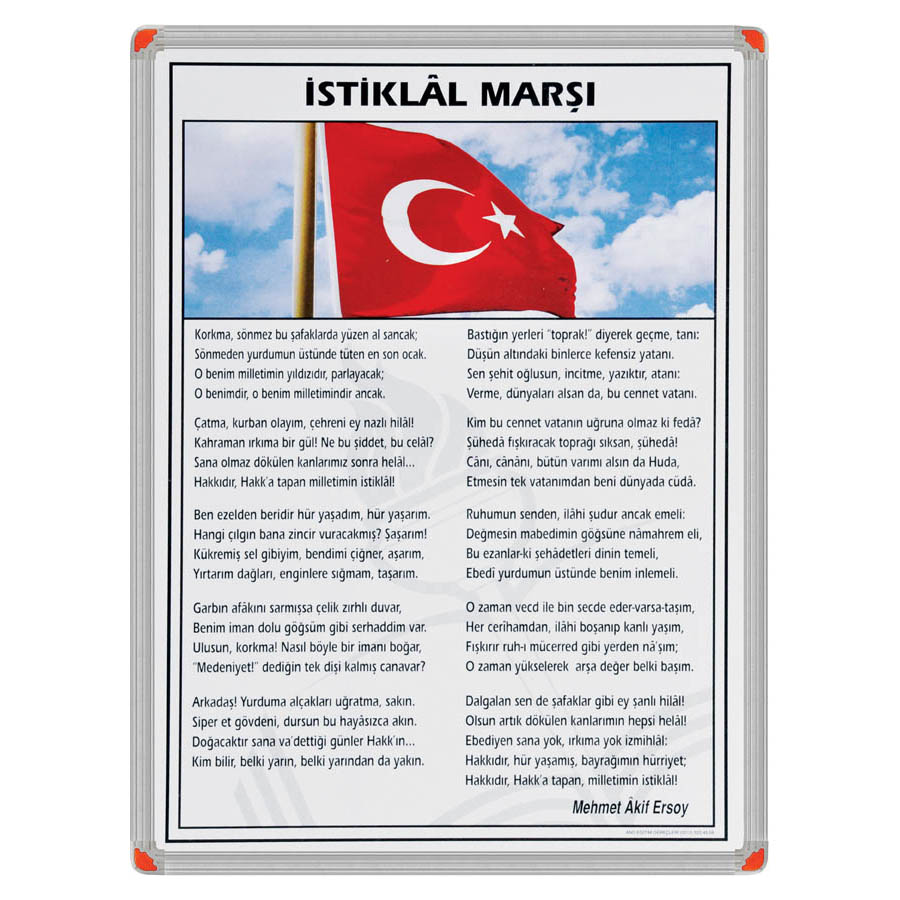 İSTİKLÂL MARŞI
Korkma, sönmez bu şafaklarda yüzen al sancak;
Sönmeden yurdumun üstünde tüten en son ocak.
O benim milletimin yıldızıdır, parlayacak;
O benimdir, o benim milletimindir ancak.
Çatma, kurban olayım, çehreni ey nazlı hilâl!
Kahraman ırkıma bir gül! Ne bu şiddet, bu celâl?
Sana olmaz dökülen kanlarımız sonra helâl...
Hakkıdır, Hakk'a tapan milletimin istiklâl!
Ben ezelden beridir hür yaşadım, hür yaşarım.
Hangi çılgın bana zincir vuracakmış? Şaşarım!
Kükremiş sel gibiyim, bendimi çiğner, aşarım,
Yırtarım dağları, enginlere sığmam, taşarım.
Garbın afâkını sarmışsa çelik zırhlı duvar,
Benim iman dolu göğsüm gibi serhaddim var.
Ulusun, korkma! Nasıl böyle bir imanı boğar,
"Medeniyet!" dediğin tek dişi kalmış canavar?
Arkadaş! Yurduma alçakları uğratma, sakın.
Siper et gövdeni, dursun bu hayâsızca akın.
Doğacaktır sana va'dettiği günler Hakk'ın...
Kim bilir, belki yarın, belki yarından da yakın.
Bastığın yerleri "toprak!" diyerek geçme, tanı:
Düşün altındaki binlerce kefensiz yatanı.
Sen şehit oğlusun, incitme, yazıktır, atanı:
Verme, dünyaları alsan da, bu cennet vatanı.
Kim bu cennet vatanın uğruna olmaz ki fedâ?
Şühedâ fışkıracak toprağı sıksan, şühedâ!
Cânı, cânânı, bütün varımı alsın da Huda,
Etmesin tek vatanımdan beni dünyada cüdâ.
Ruhumun senden, ilâhi şudur ancak emeli:
Değmesin mabedimin göğsüne nâmahrem eli,
Bu ezanlar-ki şehâdetleri dinin temeli,
Ebedî yurdumun üstünde benim inlemeli.
O zaman vecd ile bin secde eder-varsa-taşım,
Her cerîhamdan, ilâhi boşanıp kanlı yaşım,
Fışkırır ruh-ı mücerred gibi yerden nâ'şım;
O zaman yükselerek arşa değer belki başım.
Dalgalan sen de şafaklar gibi ey şanlı hilâl!
Olsun artık dökülen kanlarımın hepsi helâl!
Ebediyen sana yok, ırkıma yok izmihlâl:
Hakkıdır, hür yaşamış, bayrağımın hürriyet;
Hakkıdır, Hakk'a tapan, milletimin istiklâl!
Mehmet Âkif Ersoy